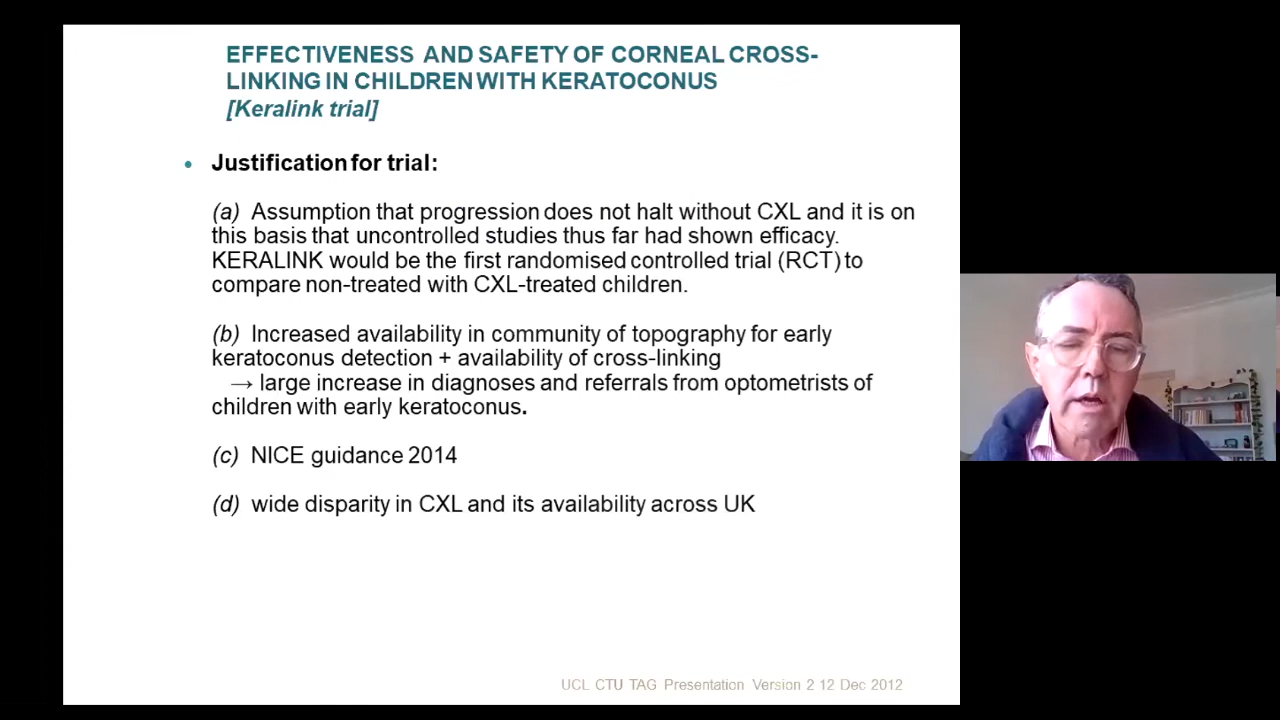 EFFECTIVENESS AND SAFETY OF CORNEAL CROSS-
LINKING IN CHILDREN WITH KERATOCONUS
[Keralink trial]
• Justification for trial:
(a) Assumption that progression does not halt without CXL and it is on
this basis that uncontrolled studies thus far had shown efficacy.
KERALINK would be the first randomised controlled trial (RCT) to
compare non-treated with CXL-treated children.
(b) Increased availability in community of topography for early
keratoconus detection + availability of cross-linking
→ large increase in diagnoses and referrals from optometrists of
children with early keratoconus.
(c) NICE guidance 2014
(d) wide disparity in CXL and its availability across UK
UCL CTU TAG Presentation Version 2 12 Dec 2012